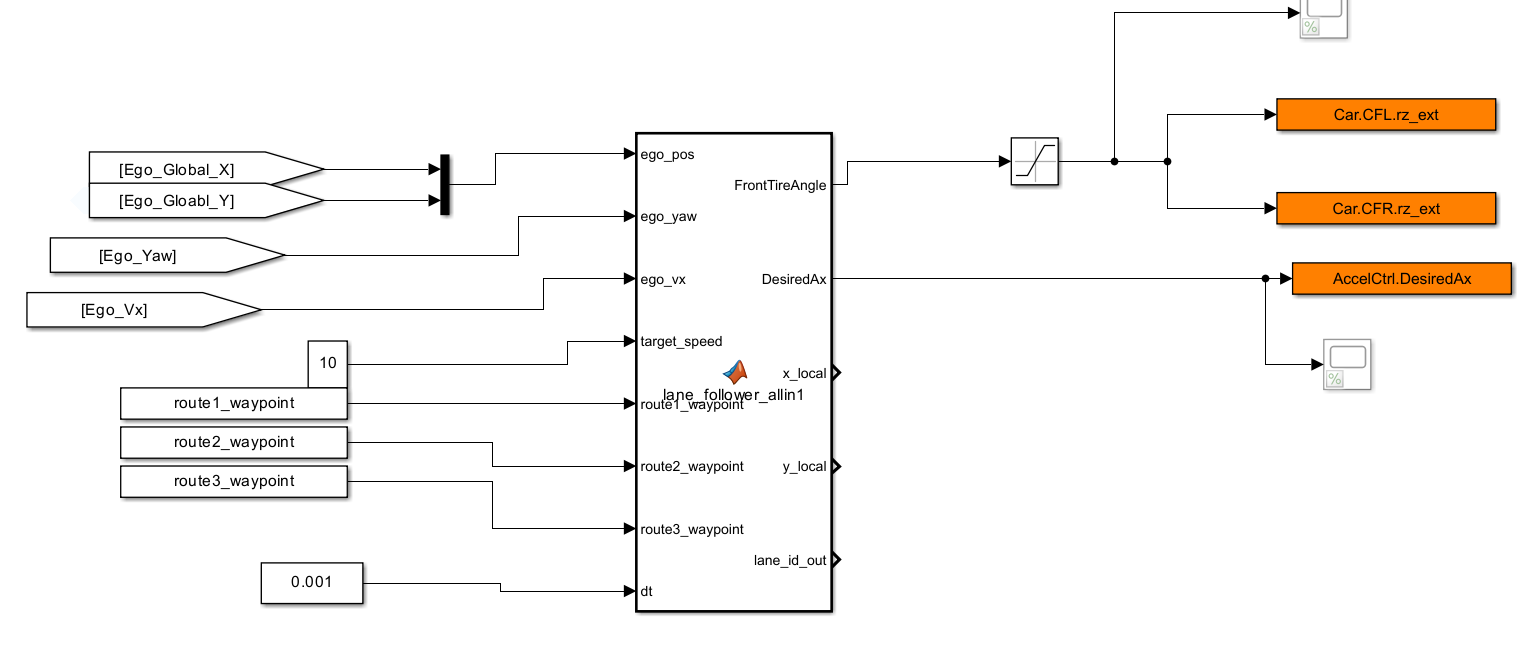 [Ego_Global_X]
[Ego_Gloabl_Y]
[Ego_Yaw]
[Ego_Vx]
10
route1_waypoint
route2_waypoint
route3_waypoint
0.001
ego_pos
ego_yaw
ego_vx
target_speed
route1_waypoint
route2_waypoint
route3_waypoint
dt
lane_follower_allin1
FrontTireAngle
DesiredAx
x_local
y_local
lane_id_out
%
Car.CFL.rz_ext
Car.CFR.rz_ext
AccelCtrl.DesiredAx
%